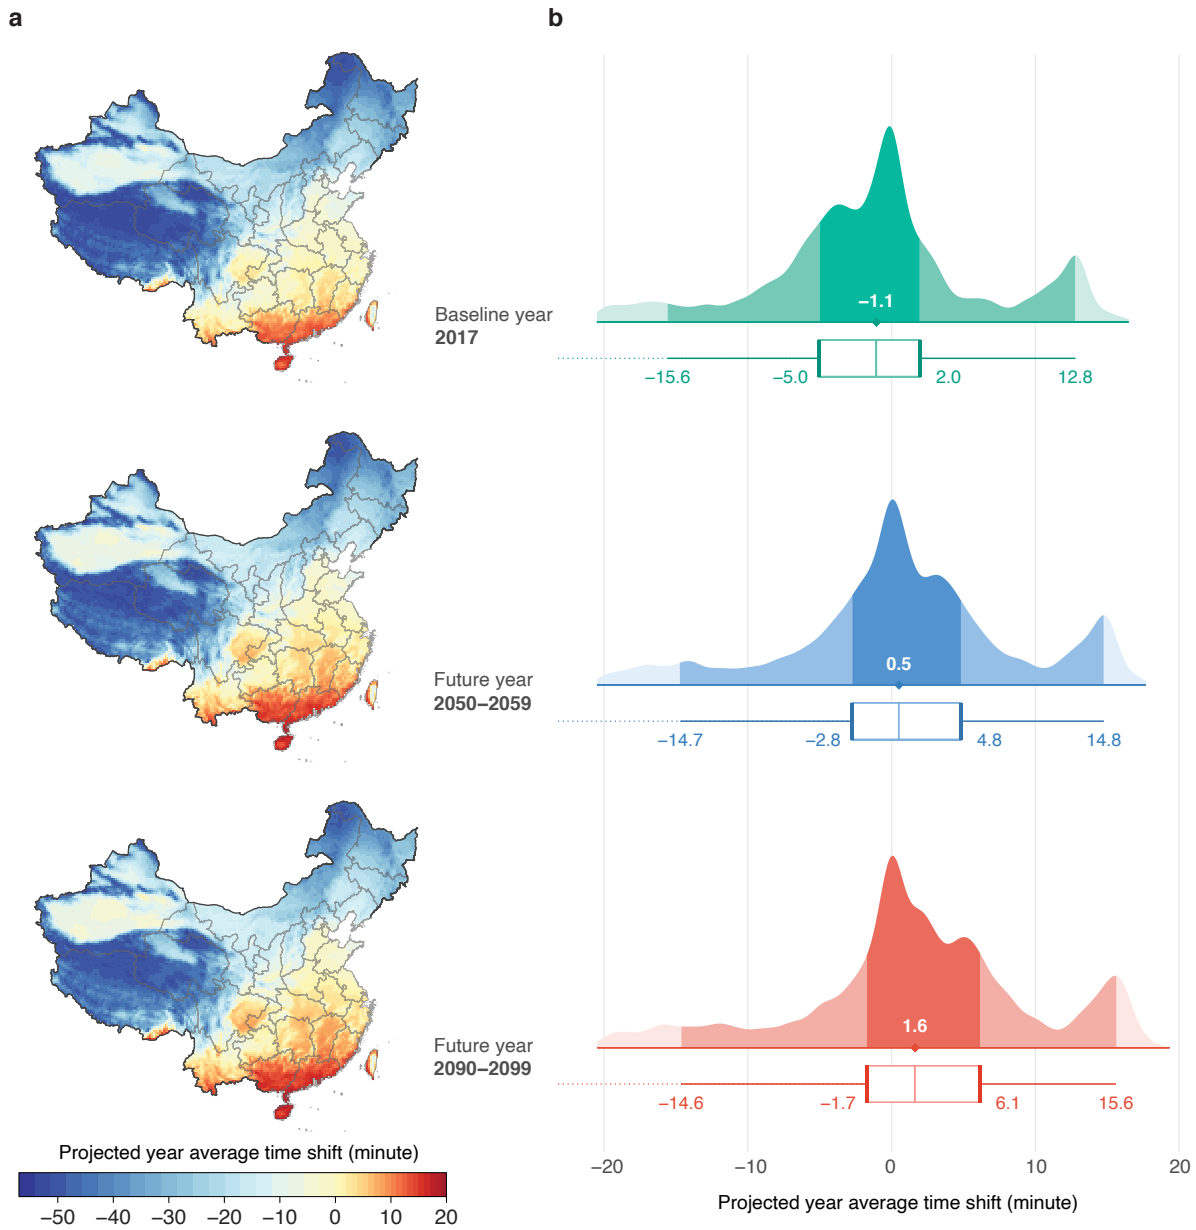 a
b
Baseline year
2017
−1.1
−15.6
−5.0
2.0
12.8
Future year
2050−2059
0.5
−14.7
−2.8
4.8
14.8
Future year
2090−2099
1.6
−14.6
−1.7
6.1
15.6
Projected year average time shift (minute)
−50 −40 −30 −20 −10 0 10 20
−20 −10 0 10 20
Projected year average time shift (minute)